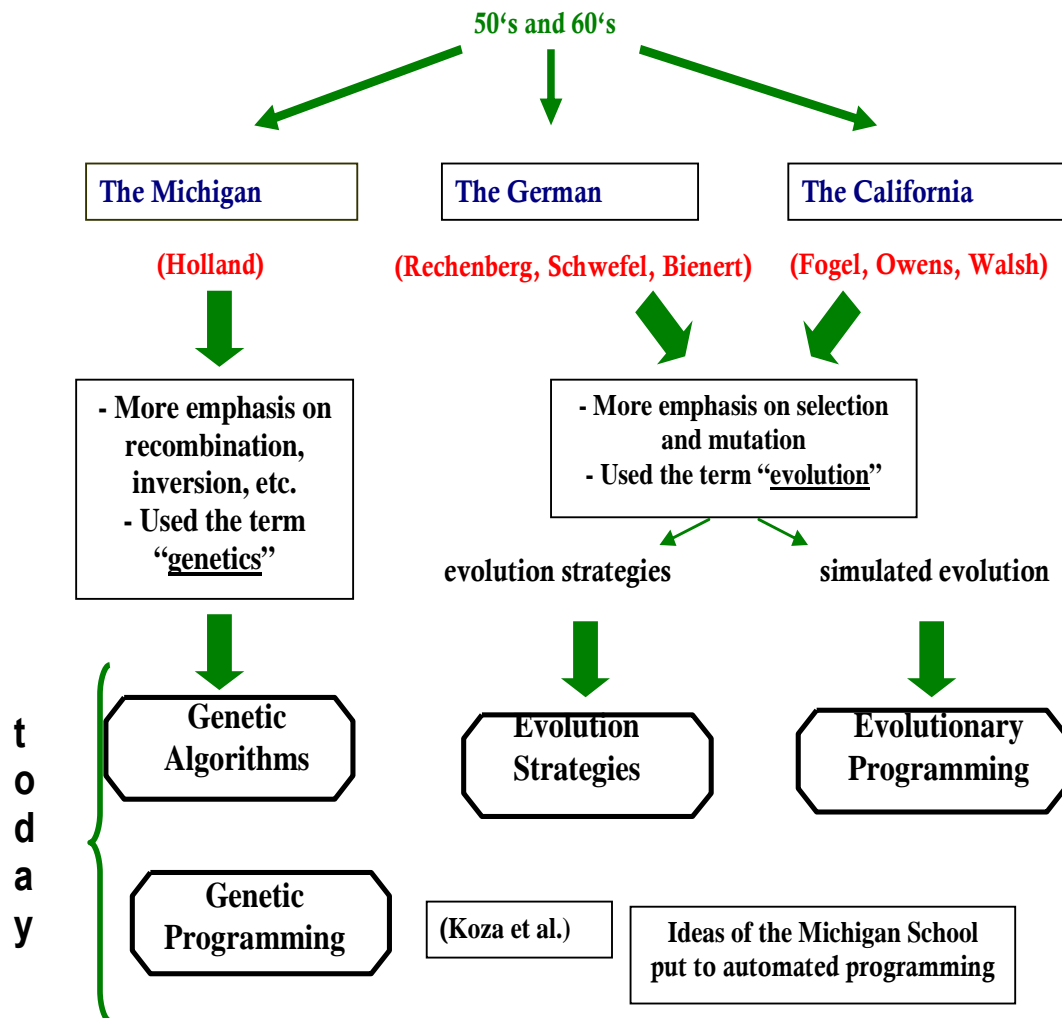 50's and 60's
The Michigan
The German
The California
(Holland)
(Rechenberg, Schwefel, Bienert)
(Fogel, Owens, Walsh)
- More emphasis on
recombination,
inversion, etc.
- Used the term
“genetics”
- More emphasis on selection
and mutation
- Used the term “evolution”
evolution strategies
simulated evolution
today
Genetic
Algorithms
Evolution
Strategies
Evolutionary
Programming
Genetic
Programming
(Koza et al.)
Ideas of the Michigan School
put to automated programming